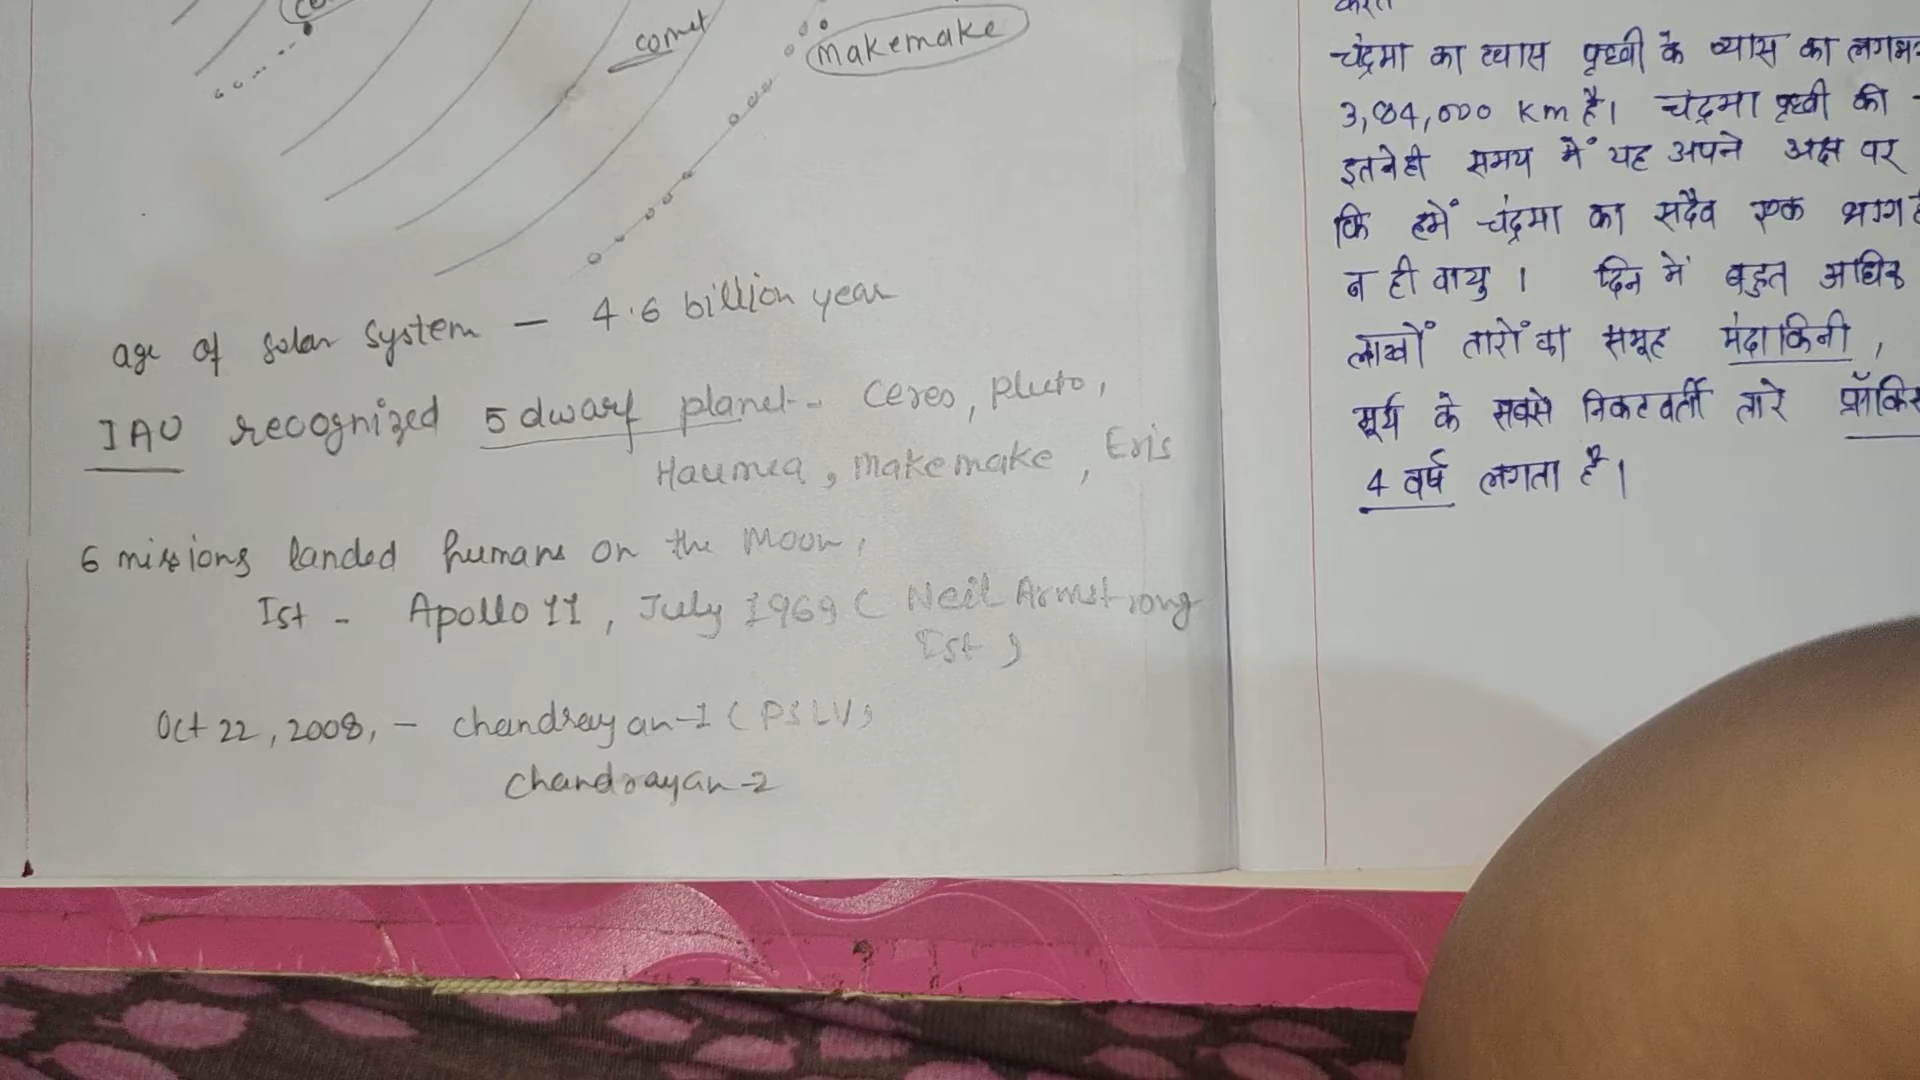 comet
makemake
age of solar system - 4.6 billion year
IAU recognized 5 dwarf planet - Ceres, pluto,
Haumea, makemake, Eris
6 missions landed humans on the Moon,
Ist - Apollo 11, July 1969 ( Neil Armstrong
Ist )
Oct 22, 2008, - chandrayan-1 (PSLV)
chandrayan-2
करता
चंद्रमा का व्यास पृथ्वी के व्यास का लगभग
3,84,000 Km है। चंद्रमा पृथ्वी की
इतनेही समय में यह अपने अक्ष पर
कि हमें चंद्रमा का सदैव एक भाग
न ही वायु । दिन में बहुत अधिक
लाखों तारों का समूह मंदाकिनी,
सूर्य के सबसे निकटवर्ती तारे
4 वर्ष लगता है।